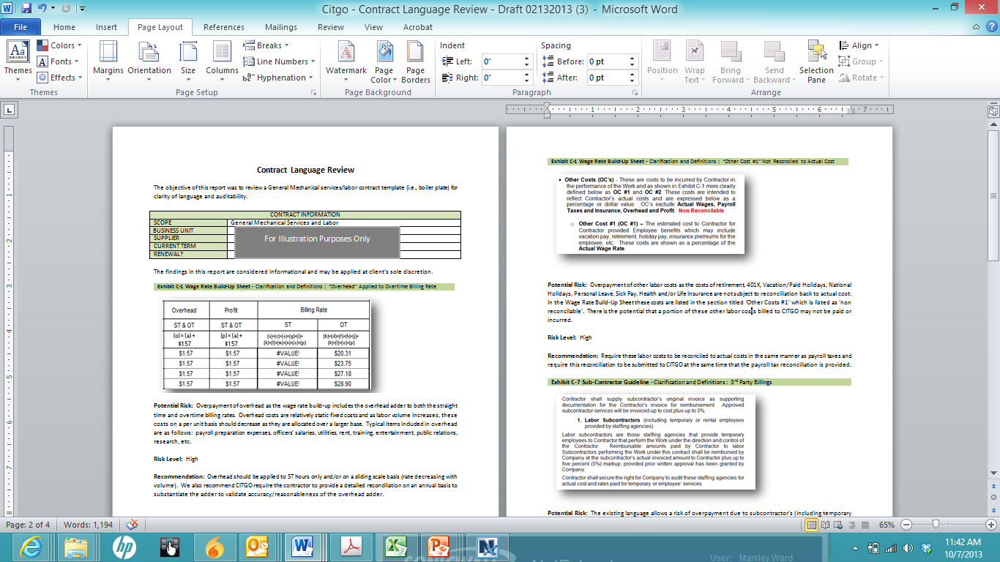 Citgo - Contract Language Review - Draft 02132013 (3) - Microsoft Word
File Home Insert Page Layout References Mailings Review View Acrobat
Themes
Colors
Fonts
Effects
Themes
Margins
Orientation
Size
Columns
Breaks
Line Numbers
Hyphenation
Page Setup
Watermark
Page Color
Page Borders
Page Background
Indent
Left: 0"
Right: 0"
Spacing
Before: 0 pt
After: 0 pt
Paragraph
Position
Wrap Text
Bring Forward
Send Backward
Selection Pane
Align
Group
Rotate
Arrange
Contract Language Review
The objective of this report was to review a General Mechanical services/labor contract template (i.e., boiler plate) for
clarity of language and auditability.
CONTRACT INFORMATION
SCOPE General Mechanical Services and Labor
BUSINESS UNIT
SUPPLIER
CURRENT TERM
RENEWAL?
For Illustration Purposes Only
The findings in this report are considered informational and may be applied at client's sole discretion.
Exhibit C-1 Wage Rate Build-Up Sheet - Clarification and Definitions : "Overhead" Applied to Overtime Billing Rate
Overhead Profit Billing Rate
ST & OT ST & OT ST OT
(o) = (a) + $1.57 (p) = (a) + $1.57
$1.57 $1.57 #VALUE! $20.31
$1.57 $1.57 #VALUE! $23.75
$1.57 $1.57 #VALUE! $27.18
$1.57 $1.57 #VALUE! $28.90
Potential Risk: Overpayment of overhead as the wage rate build-up includes the overhead adder to both the straight
time and overtime billing rates. Overhead costs are relatively static fixed costs and as labor volume increases, these
costs on a per unit basis should decrease as they are allocated over a larger base. Typical items included in overhead
are as follows: payroll preparation expenses, officers' salaries, utilities, rent, training, entertainment, public relations,
research, etc.
Risk Level: High
Recommendation: Overhead should be applied to ST hours only and/or on a sliding scale basis (rate decreasing with
volume). We also recommend CITGO require the contractor to provide a detailed reconciliation on an annual basis to
substantiate the adder to validate accuracy/reasonableness of the overhead adder.
Exhibit C-1 Wage Rate Build-Up Sheet - Clarification and Definitions : "Other Cost #1" Not Reconciled to Actual Cost
• Other Costs (OC's) - These are costs to be incurred by Contractor in
the performance of the Work and as shown in Exhibit C-1 more clearly
defined below as OC #1 and OC #2. These costs are intended to
reflect Contractor's actual costs and are expressed below as a
percentage or dollar value. OC's exclude Actual Wages, Payroll
Taxes and Insurance, Overhead and Profit Non Reconcilable
o Other Cost #1 (OC #1) – The estimated cost to Contractor for
Contractor provided Employee benefits which may include
vacation pay, retirement, holiday pay, insurance premiums for the
employee, etc. These costs are shown as a percentage of the
Actual Wage Rate.
Potential Risk: Overpayment of other labor costs as the costs of retirement, 401K, Vacation/Paid Holidays, National
Holidays, Personal Leave, Sick Pay, Health and/or Life Insurance are not subject to reconciliation back to actual cost.
In the Wage Rate Build-Up Sheet these costs are listed in the section titled 'Other Costs #1' which is listed as 'non
reconcilable'. There is the potential that a portion of these other labor costs billed to CITGO may not be paid or
incurred.
Risk Level: High
Recommendation: Require these labor costs to be reconciled to actual costs in the same manner as payroll taxes and
require this reconciliation to be submitted to CITGO at the same time that the payroll tax reconciliation is provided.
Exhibit C-7 Sub-Contractor Guideline - Clarification and Definitions : 3rd Party Billings
Contractor shall supply subcontractor's original invoice as supporting
documentation for the Contractor's invoice for reimbursement. Approved
subcontractor services will be invoiced up to cost plus up to 5%
1. Labor Subcontractors (including temporary or rental employees
provided by staffing agencies)
Labor subcontractors are those staffing agencies that provide temporary
employees to Contractor that perform the Work under the direction and control of
the Contractor. Reimbursable amounts paid by Contractor to labor
Subcontractors performing the Work under this contract shall be reimbursed by
Company at the subcontractor's actual invoiced amount to Contractor plus up to
five percent (5%) markup; provided prior written approval has been granted by
Company.
Contractor shall secure the right for Company to audit these staffing agencies for
actual cost and rates paid for temporary or employee' services.
Potential Risk: The existing language allows a risk of overpayment due to subcontractor's (including temporary
Page: 2 of 4 Words: 1,194
65%
11:42 AM
10/7/2013
User: Markley Ward